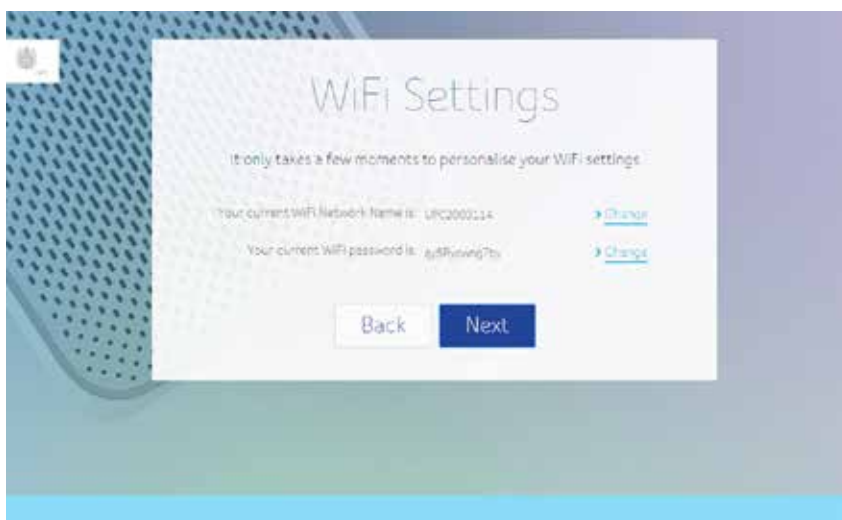 WiFi Settings
It only takes a few moments to personalise your WiFi settings
Your current WiFi Network Name is: UPC2003114 Change
Your current WiFi password is: Change
Back Next